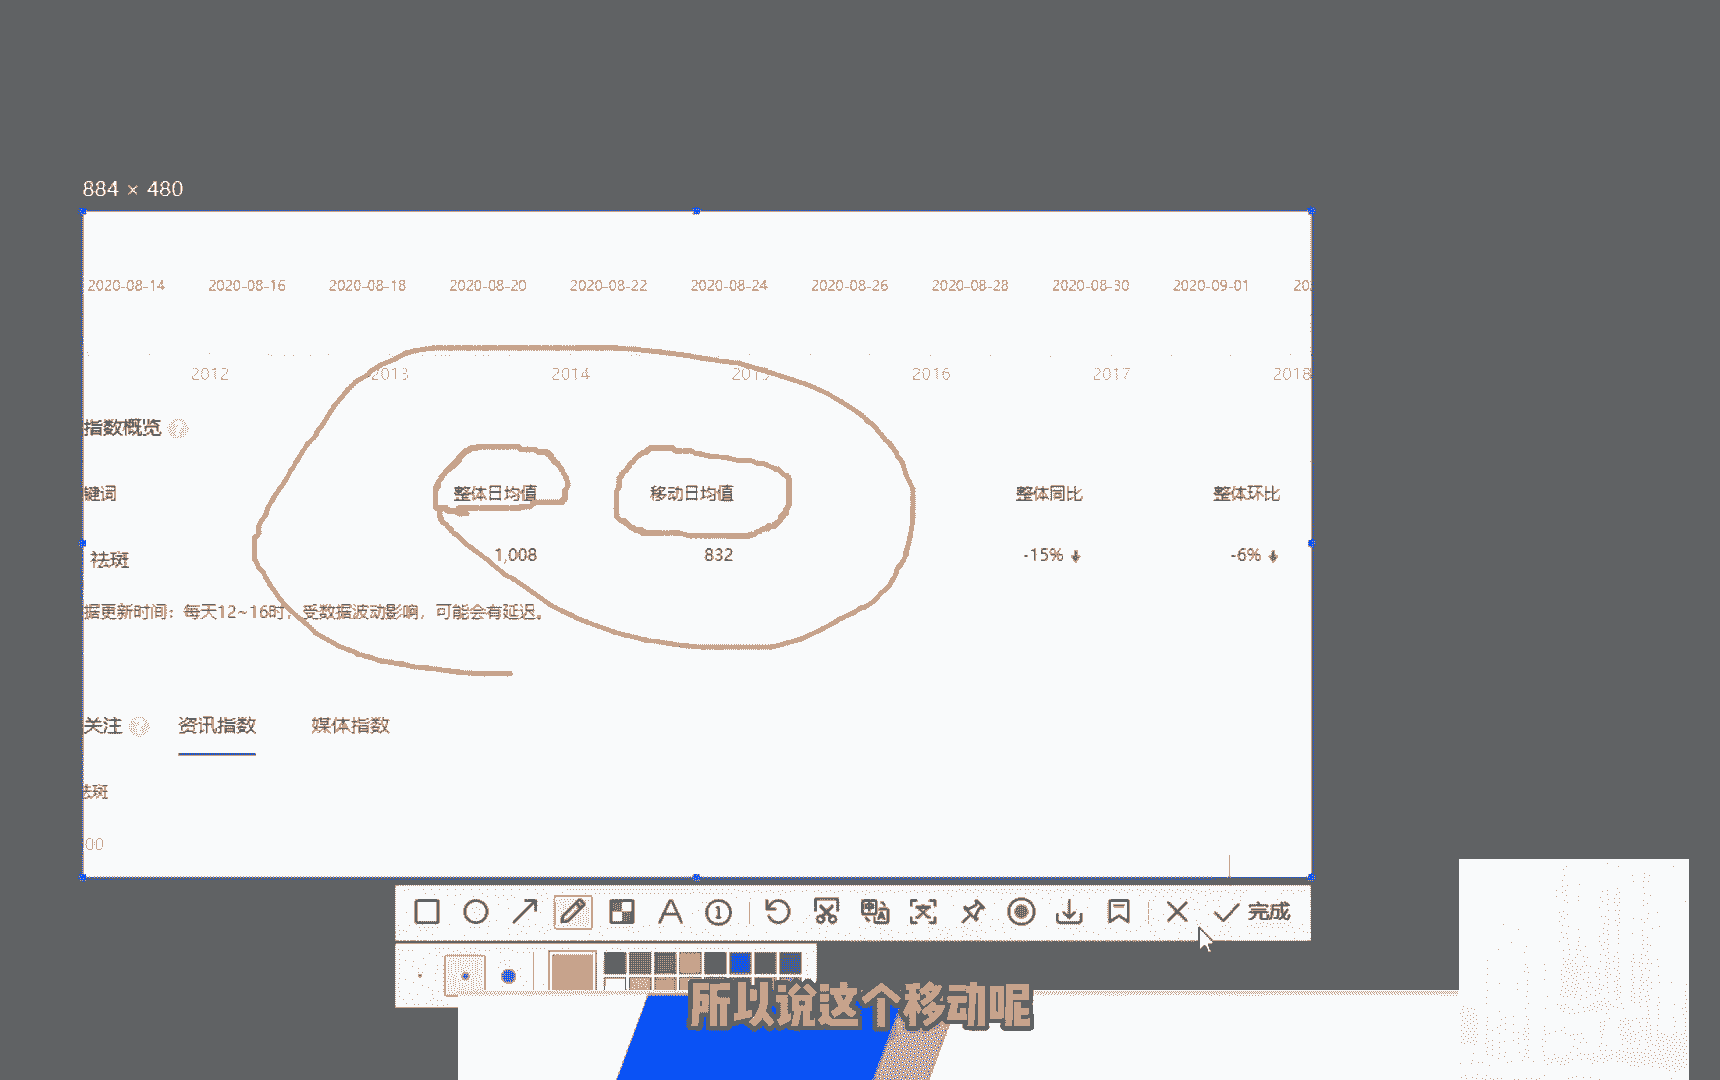 884 × 480
2020-08-14 2020-08-16 2020-08-18 2020-08-20 2020-08-22 2020-08-24 2020-08-26 2020-08-28 2020-08-30 2020-09-01 20
2012 2013 2014 2015 2016 2017 2018
指数概览 ?
键词 整体日均值 移动日均值 整体同比 整体环比
祛斑 1,008 832 -15% -6%
据更新时间：每天12~16时，受数据波动影响，可能会有延迟。
关注 ? 资讯指数 媒体指数
祛斑
00
A 1 中 A 完成
所以说这个移动呢